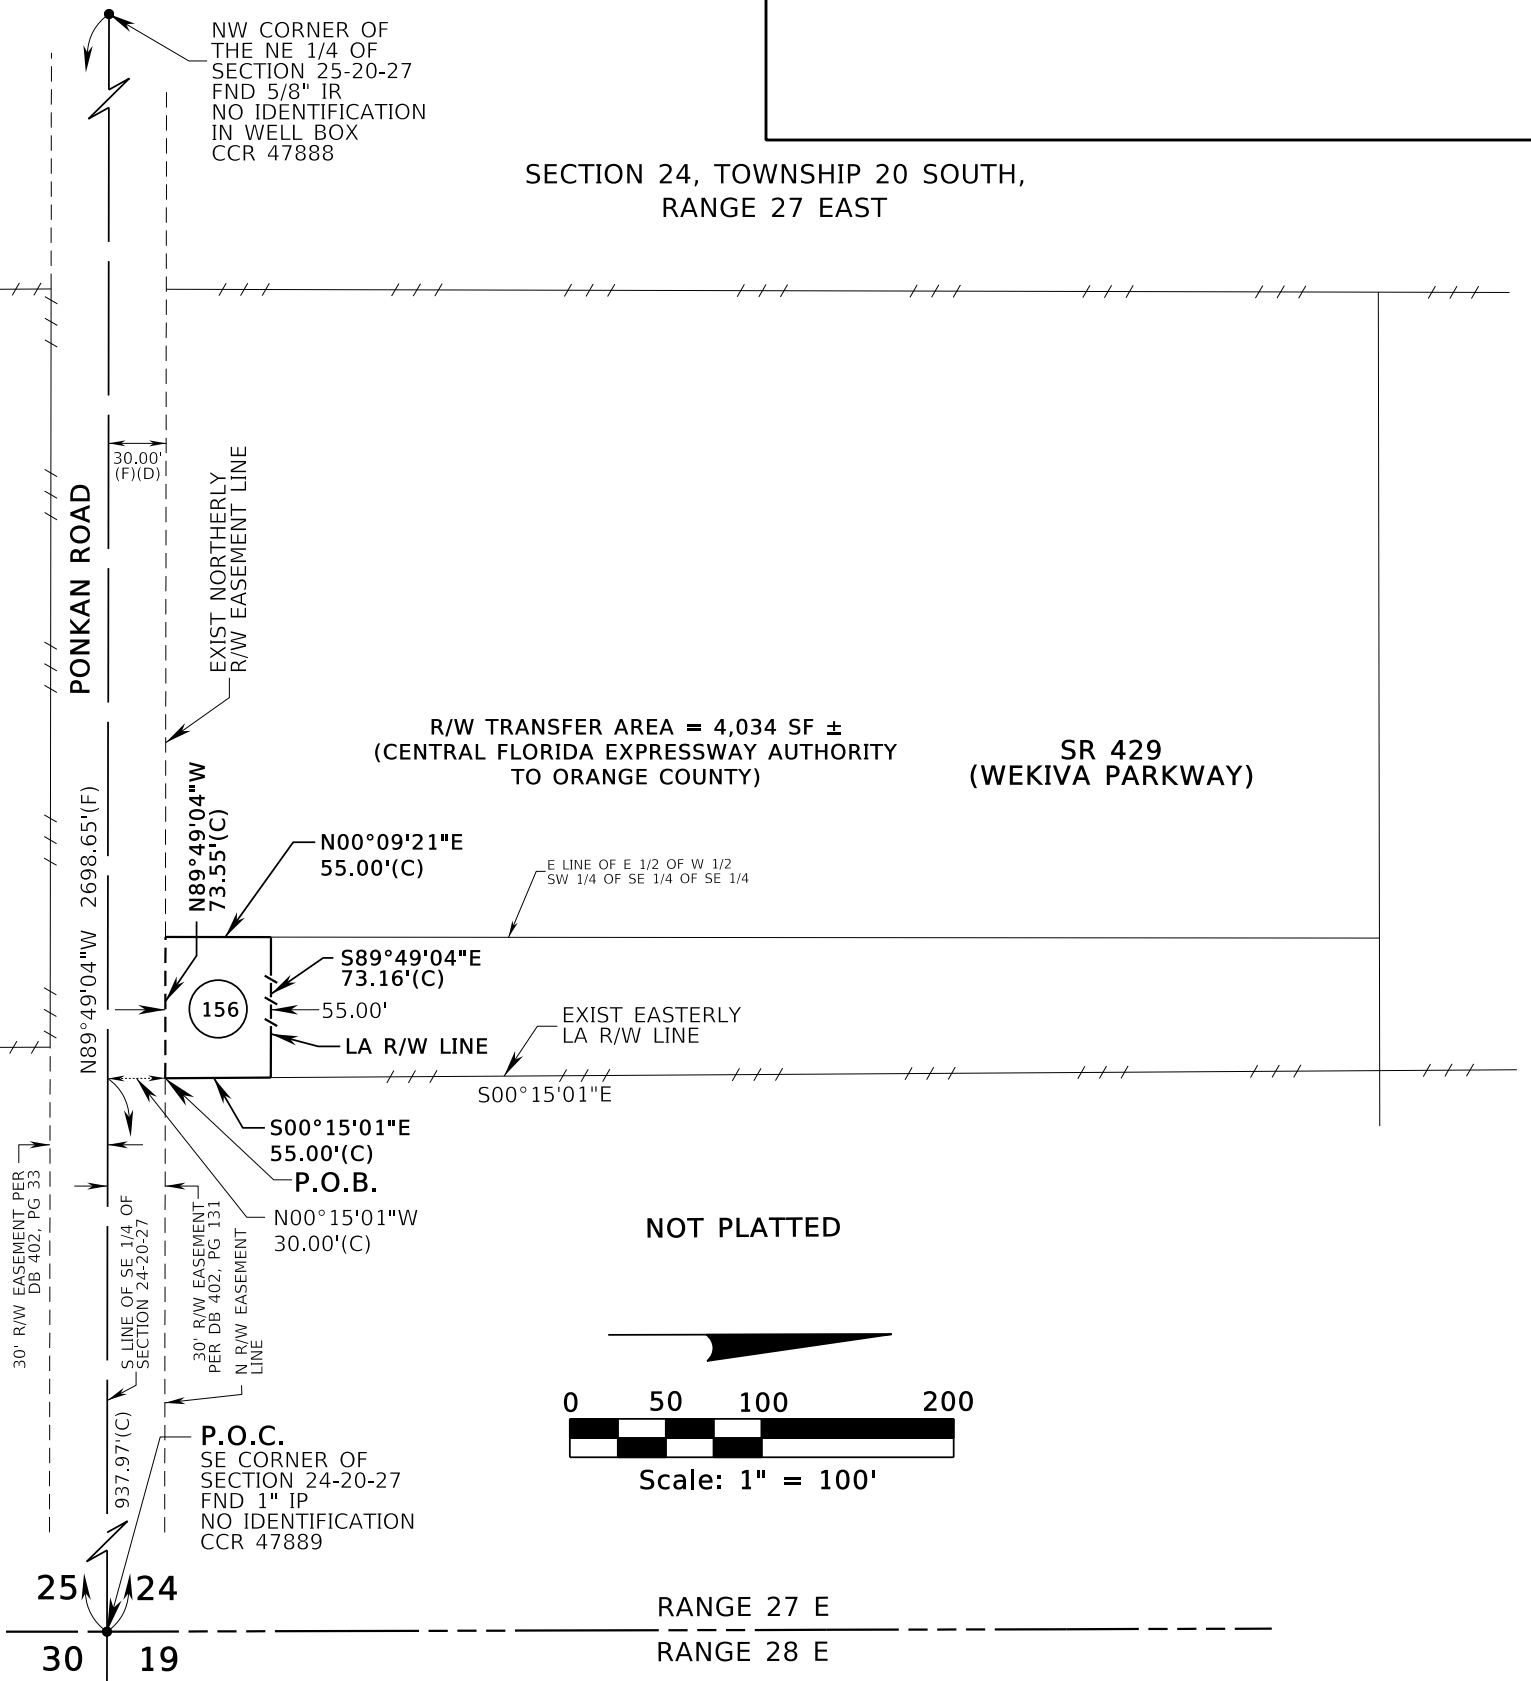 NW CORNER OF
THE NE 1/4 OF
SECTION 25-20-27
FND 5/8" IR
NO IDENTIFICATION
IN WELL BOX
CCR 47888
SECTION 24, TOWNSHIP 20 SOUTH,
RANGE 27 EAST
30.00'
(F)(D)
PONKAN ROAD
EXIST NORTHERLY
R/W EASEMENT LINE
R/W TRANSFER AREA = 4,034 SF ±
(CENTRAL FLORIDA EXPRESSWAY AUTHORITY
TO ORANGE COUNTY)
SR 429
(WEKIVA PARKWAY)
N89°49'04"W 2698.65'(F)
N89°49'04"W
73.55'(C)
N00°09'21"E
55.00'(C)
E LINE OF E 1/2 OF W 1/2
SW 1/4 OF SE 1/4 OF SE 1/4
S89°49'04"E
73.16'(C)
156
55.00'
LA R/W LINE
EXIST EASTERLY
LA R/W LINE
S00°15'01"E
S00°15'01"E
55.00'(C)
P.O.B.
N00°15'01"W
30.00'(C)
30' R/W EASEMENT PER
DB 402, PG 33
S LINE OF SE 1/4 OF
SECTION 24-20-27
30' R/W EASEMENT
PER DB 402, PG 131
N R/W EASEMENT
LINE
NOT PLATTED
0 50 100 200
Scale: 1" = 100'
937.97'(C)
P.O.C.
SE CORNER OF
SECTION 24-20-27
FND 1" IP
NO IDENTIFICATION
CCR 47889
25 24
30 19
RANGE 27 E
RANGE 28 E